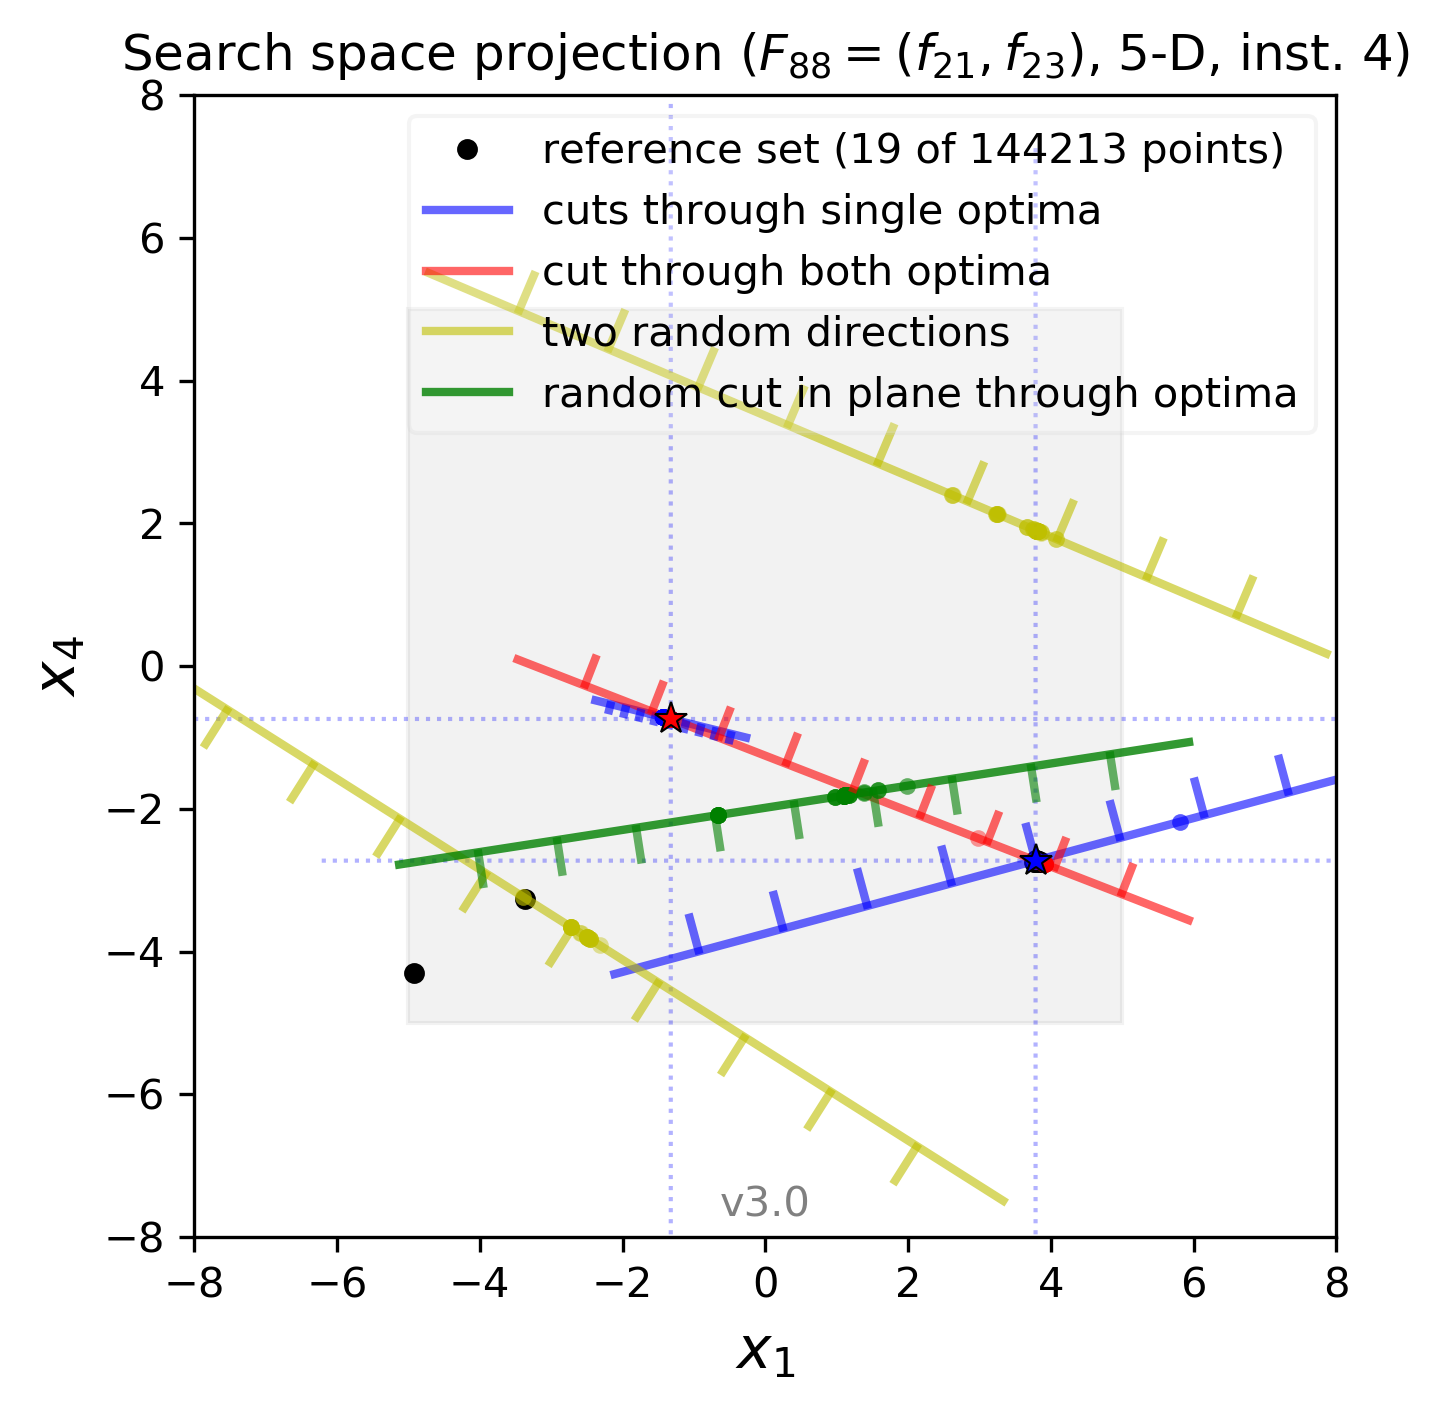 Search space projection (F₈₈ = (f₂₁, f₂₃), 5-D, inst. 4)
8
6
4
2
0
−2
−4
−6
−8
x₄
reference set (19 of 144213 points)
cuts through single optima
cut through both optima
two random directions
random cut in plane through optima
v3.0
−8 −6 −4 −2 0 2 4 6 8
x₁